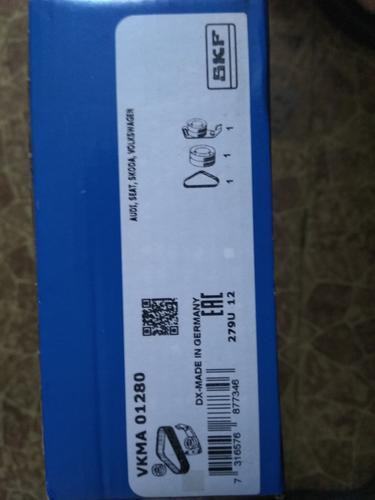 SKF
AUDI, SEAT, SKODA, VOLKSWAGEN
1
1
1
VKMA 01280
DX-MADE IN GERMANY
EAC
279U 12
7 316576 877346